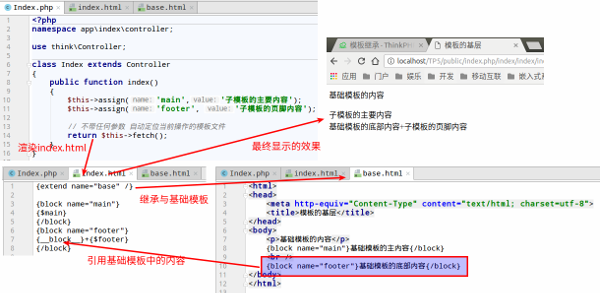 Index.php × index.html × base.html ×
1 <?php
2 namespace app\index\controller;
3
4 use think\Controller;
5
6 class Index extends Controller
7 {
8 public function index()
9 {
10 $this->assign( name: 'main', value: '子模板的主要内容');
11 $this->assign( name: 'footer', value: '子模板的页脚内容');
12
13 // 不带任何参数 自动定位当前操作的模板文件
14 return $this->fetch();
15 }
16 }
渲染index.html
最终显示的效果
模板继承 - ThinkPH × 模板的基层 ×
localhost/TP5/public/index.php/index/index/ind
应用 门户 娱乐 开发 移动互联 嵌入式
基础模板的内容
子模板的主要内容
基础模板的底部内容+子模板的页脚内容
Index.php × index.html × base.html ×
1 {extend name="base" /}
2
3 {block name="main"}
4 {$main}
5 {/block}
6 {block name="footer"}
7 {__block__}+{$footer}
8 {/block}
继承与基础模板
引用基础模板中的内容
Index.php × index.html × base.html ×
1 <html>
2 <head>
3 <meta http-equiv="Content-Type" content="text/html; charset=utf-8">
4 <title>模板的基层</title>
5 </head>
6 <body>
7 <p>基础模板的内容</p>
8 {block name="main"}基础模板的主内容{/block}
9 <br />
10 {block name="footer"}基础模板的底部内容{/block}
11 </body>
12 </html>